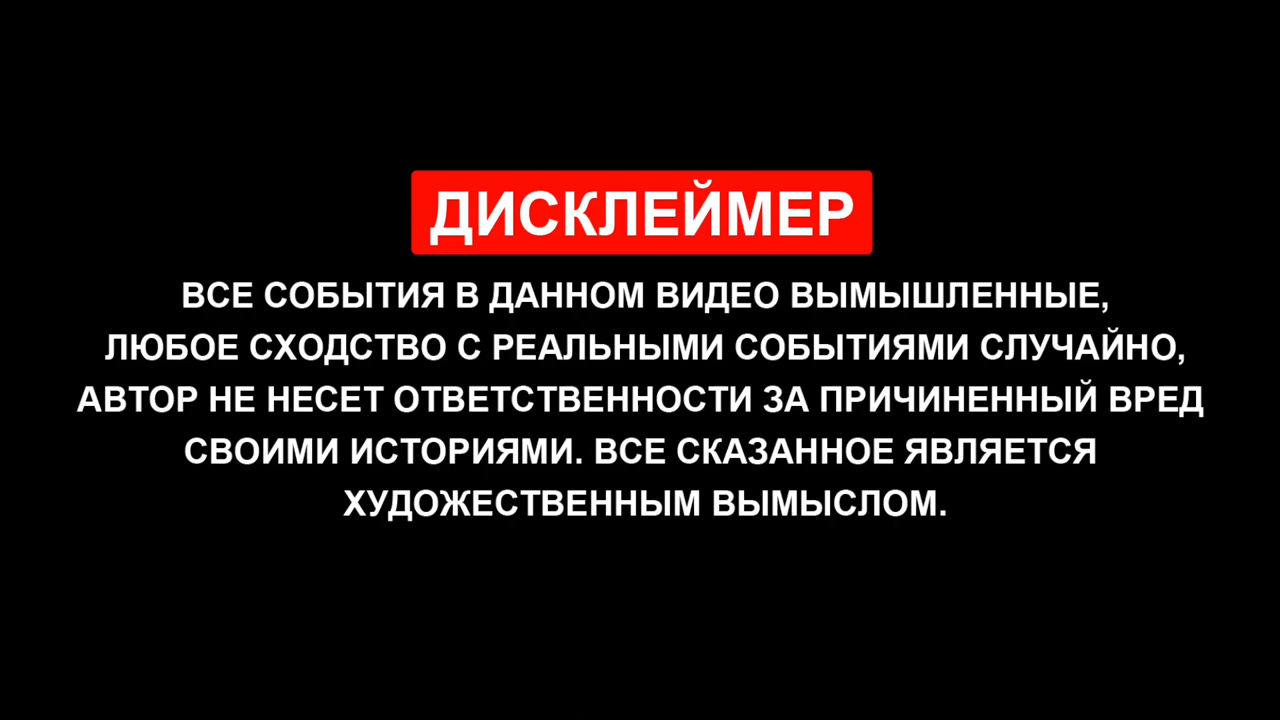 ДИСКЛЕЙМЕР
ВСЕ СОБЫТИЯ В ДАННОМ ВИДЕО ВЫМЫШЛЕННЫЕ,
ЛЮБОЕ СХОДСТВО С РЕАЛЬНЫМИ СОБЫТИЯМИ СЛУЧАЙНО,
АВТОР НЕ НЕСЕТ ОТВЕТСТВЕННОСТИ ЗА ПРИЧИНЕННЫЙ ВРЕД
СВОИМИ ИСТОРИЯМИ. ВСЕ СКАЗАННОЕ ЯВЛЯЕТСЯ
ХУДОЖЕСТВЕННЫМ ВЫМЫСЛОМ.